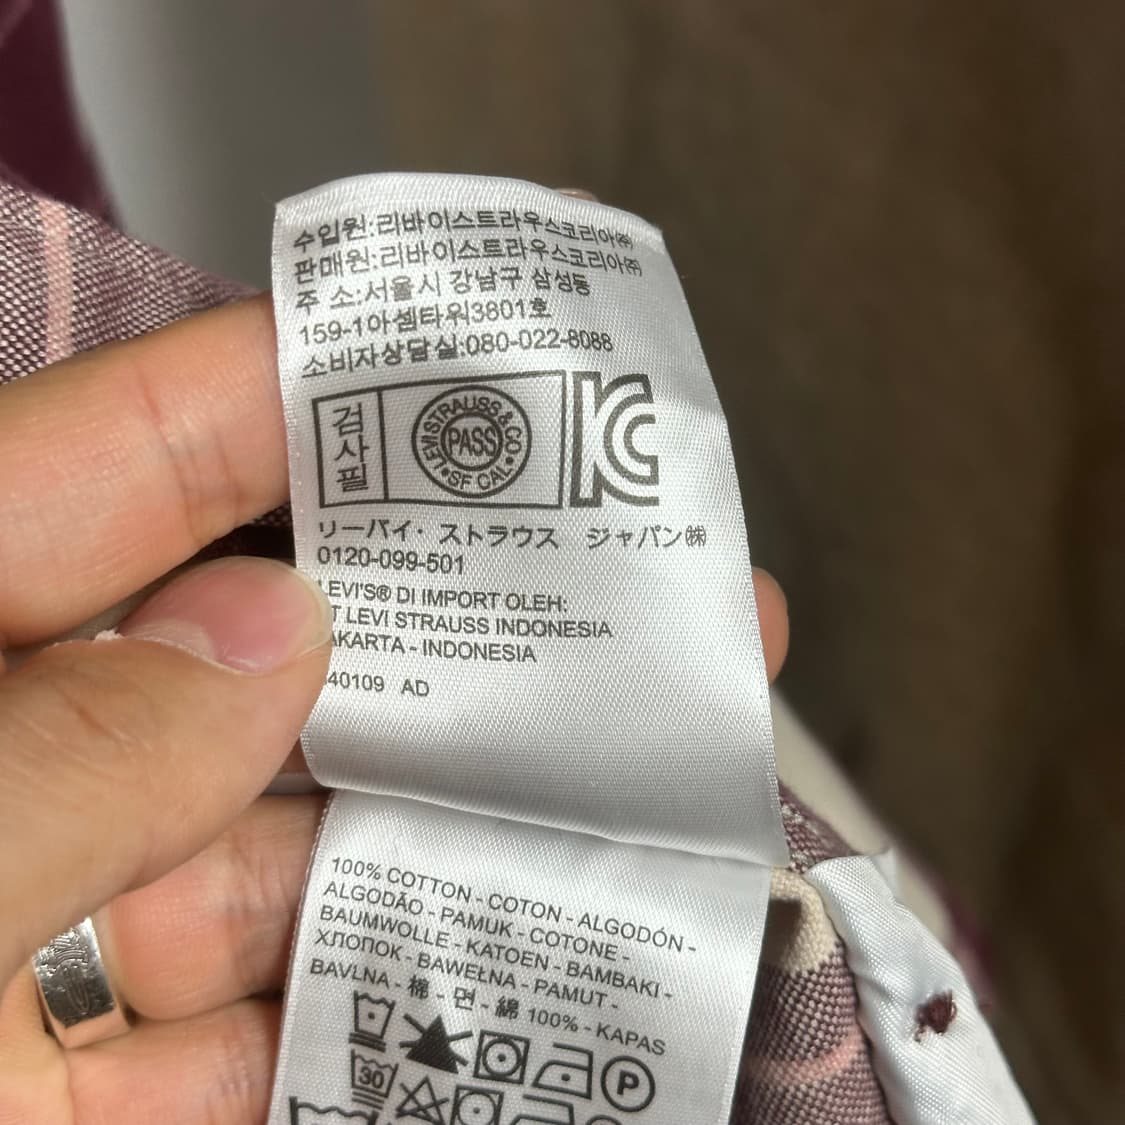 수입원:리바이스트라우스코리아㈜
판매원:리바이스트라우스코리아㈜
주 소:서울시 강남구 삼성동
159-1아셈타워3801호
소비자상담실:080-022-8088
검사필
LEVI STRAUSS & CO
PASS
SF CAL
KC
リーバイ・ストラウス ジャパン㈱
0120-099-501
LEVI'S® DI IMPORT OLEH:
LEVI STRAUSS INDONESIA
- INDONESIA
40109 AD
100% COTTON - COTON - ALGODÓN -
ALGODÃO - PAMUK - COTONE -
BAUMWOLLE - KATOEN - BAMBAKI -
ХЛОПОК - BAWEŁNA - PAMUT -
BAVLNA - 棉 - 면 - 綿 100% - KAPAS
P
30